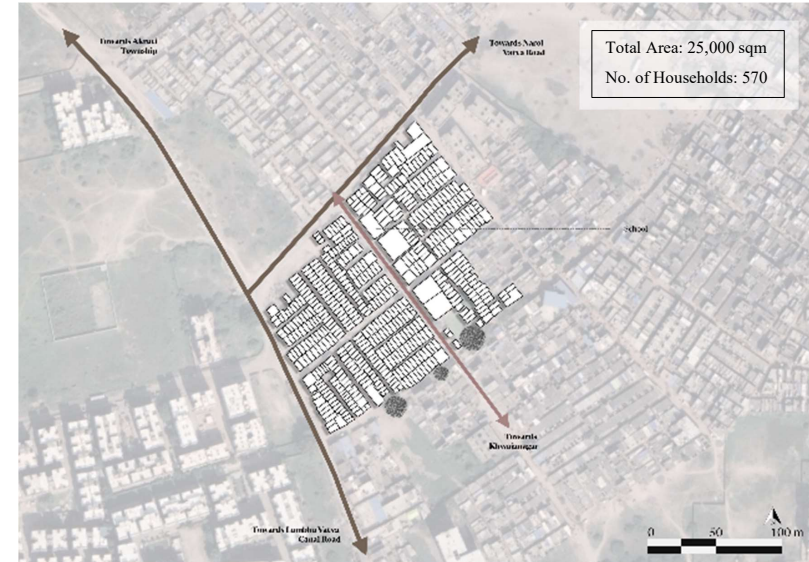 Towards Akruti
Township
Towards Narol
Vatva Road
Total Area: 25,000 sqm
No. of Households: 570
School
Towards
Khwajanagar
Towards Lambha Vatva
Canal Road
0 50 100 m